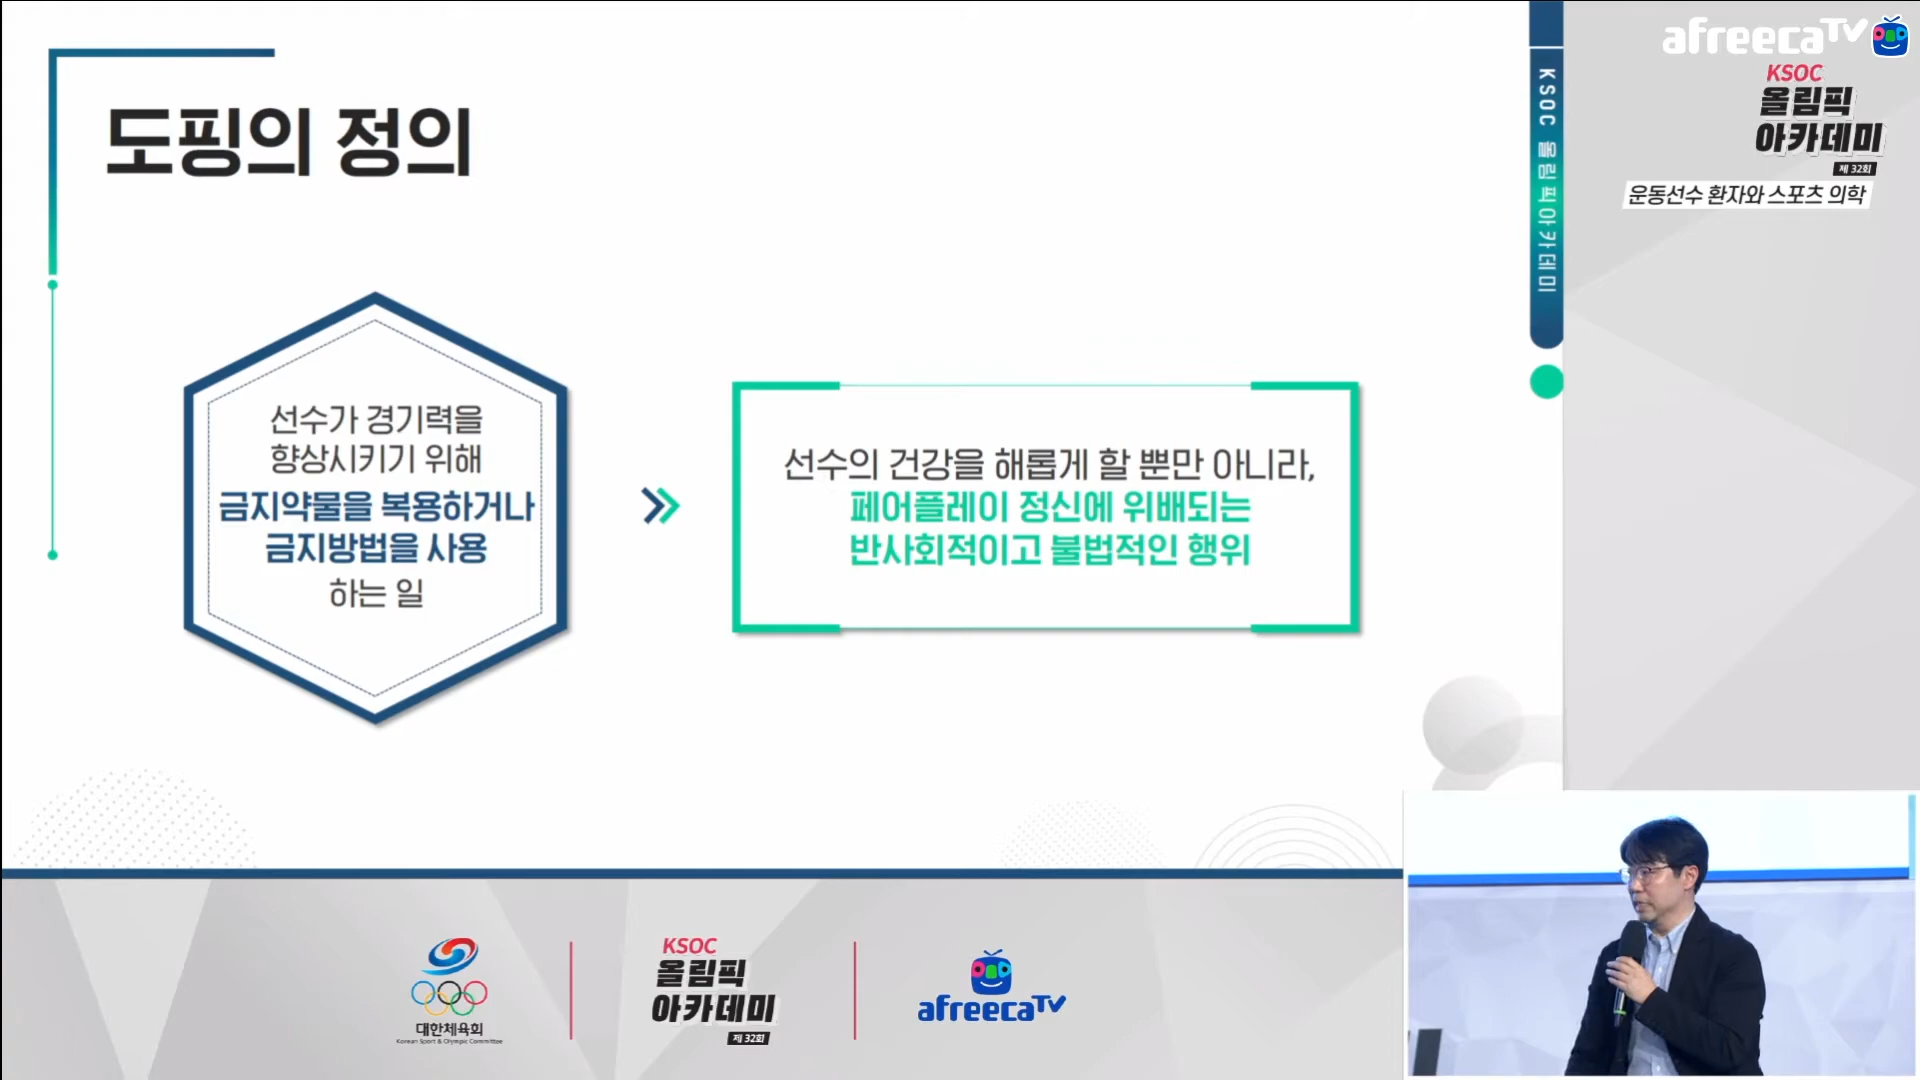 도핑의 정의
선수가 경기력을
향상시키기 위해
금지약물을 복용하거나
금지방법을 사용
하는 일
선수의 건강을 해롭게 할 뿐만 아니라,
페어플레이 정신에 위배되는
반사회적이고 불법적인 행위
KSOC 올림픽아카데미
afreecaTV
KSOC
올림픽
아카데미
제 32회
운동선수 환자와 스포츠 의학
대한체육회
Korean Sport & Olympic Committee
KSOC
올림픽
아카데미
제 32회
afreecaTV